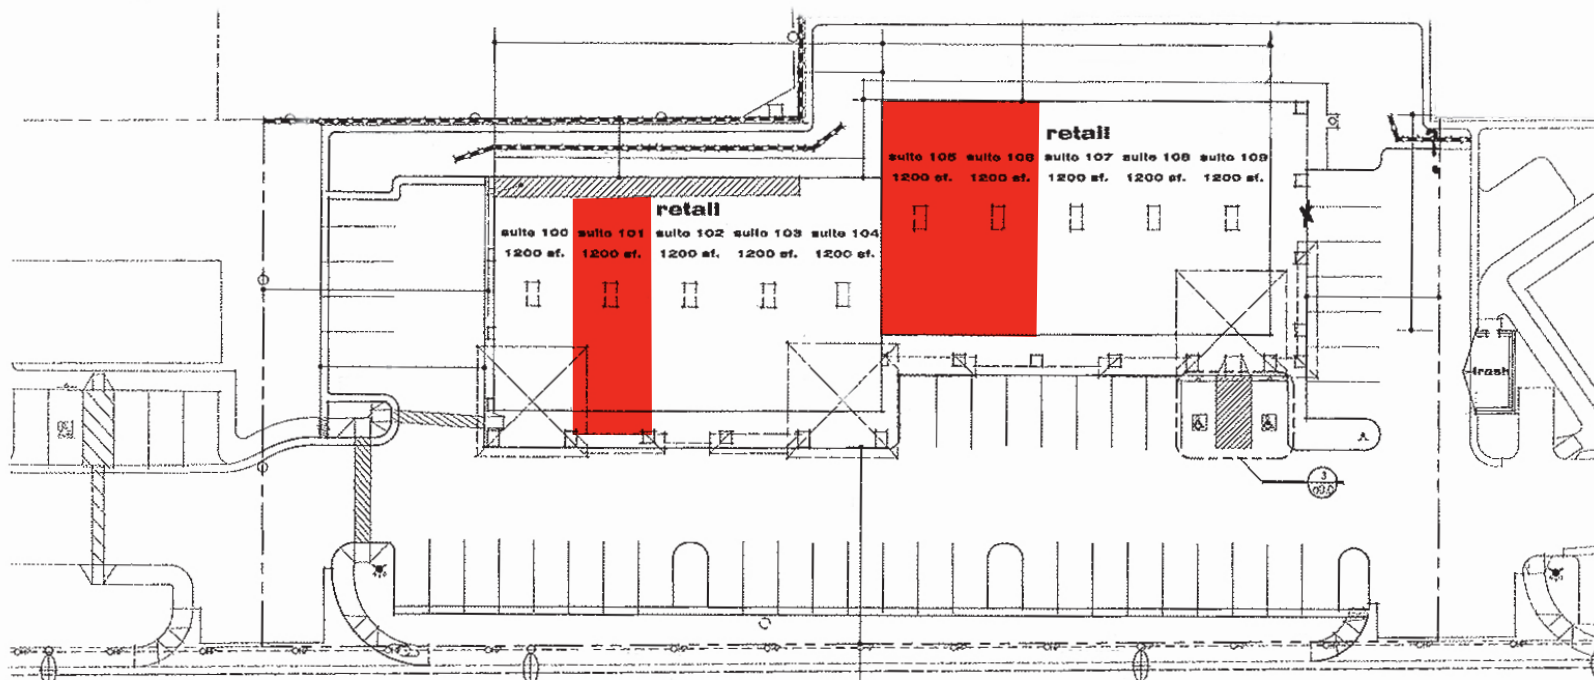 retail
suite 105 suite 106 suite 107 suite 108 suite 109
1200 sf. 1200 sf. 1200 sf. 1200 sf. 1200 sf.
retail
suite 100 suite 101 suite 102 suite 103 suite 104
1200 sf. 1200 sf. 1200 sf. 1200 sf. 1200 sf.
trash
3